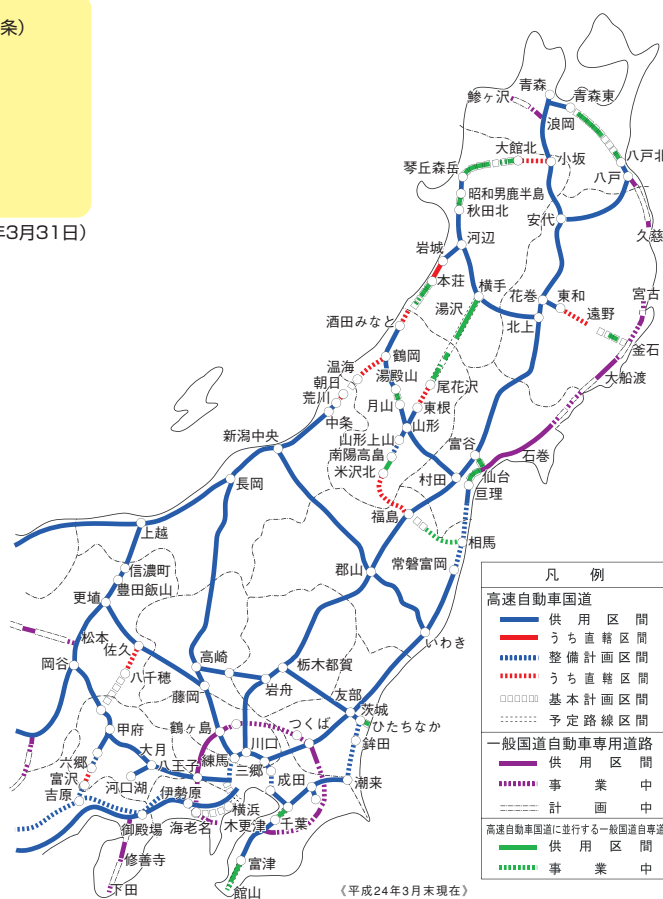 条)
年3月31日)
青森
青森東
鰺ヶ沢
浪岡
大館北
小坂
八戸北
八戸
琴丘森岳
昭和男鹿半島
秋田北
安代
久慈
河辺
岩城
本荘
横手
花巻
東和
宮古
湯沢
遠野
北上
酒田みなと
釜石
鶴岡
大船渡
温海
湯殿山
朝日
尾花沢
荒川
月山
東根
中条
山形
新潟中央
山形上山
富谷
南陽高畠
石巻
米沢北
村田
仙台
長岡
亘理
福島
上越
相馬
郡山
常磐富岡
信濃町
豊田飯山
更埴
いわき
松本
佐久
岡谷
高崎
栃木都賀
八千穂
岩舟
藤岡
友部
茨城
ひたちなか
甲府
鶴ヶ島
つくば
川口
鉾田
大月
六郷
八王子
練馬
三郷
富沢
成田
潮来
河口湖
伊勢原
吉原
横浜
御殿場
海老名
木更津
千葉
修善寺
富津
下田
館山
凡例
高速自動車国道
供用区間
うち直轄区間
整備計画区間
うち直轄区間
基本計画区間
予定路線区間
一般国道自動車専用道路
供用区間
事業中
計画中
高速自動車国道に並行する一般国道自専道
供用区間
事業中
《平成24年3月末現在》